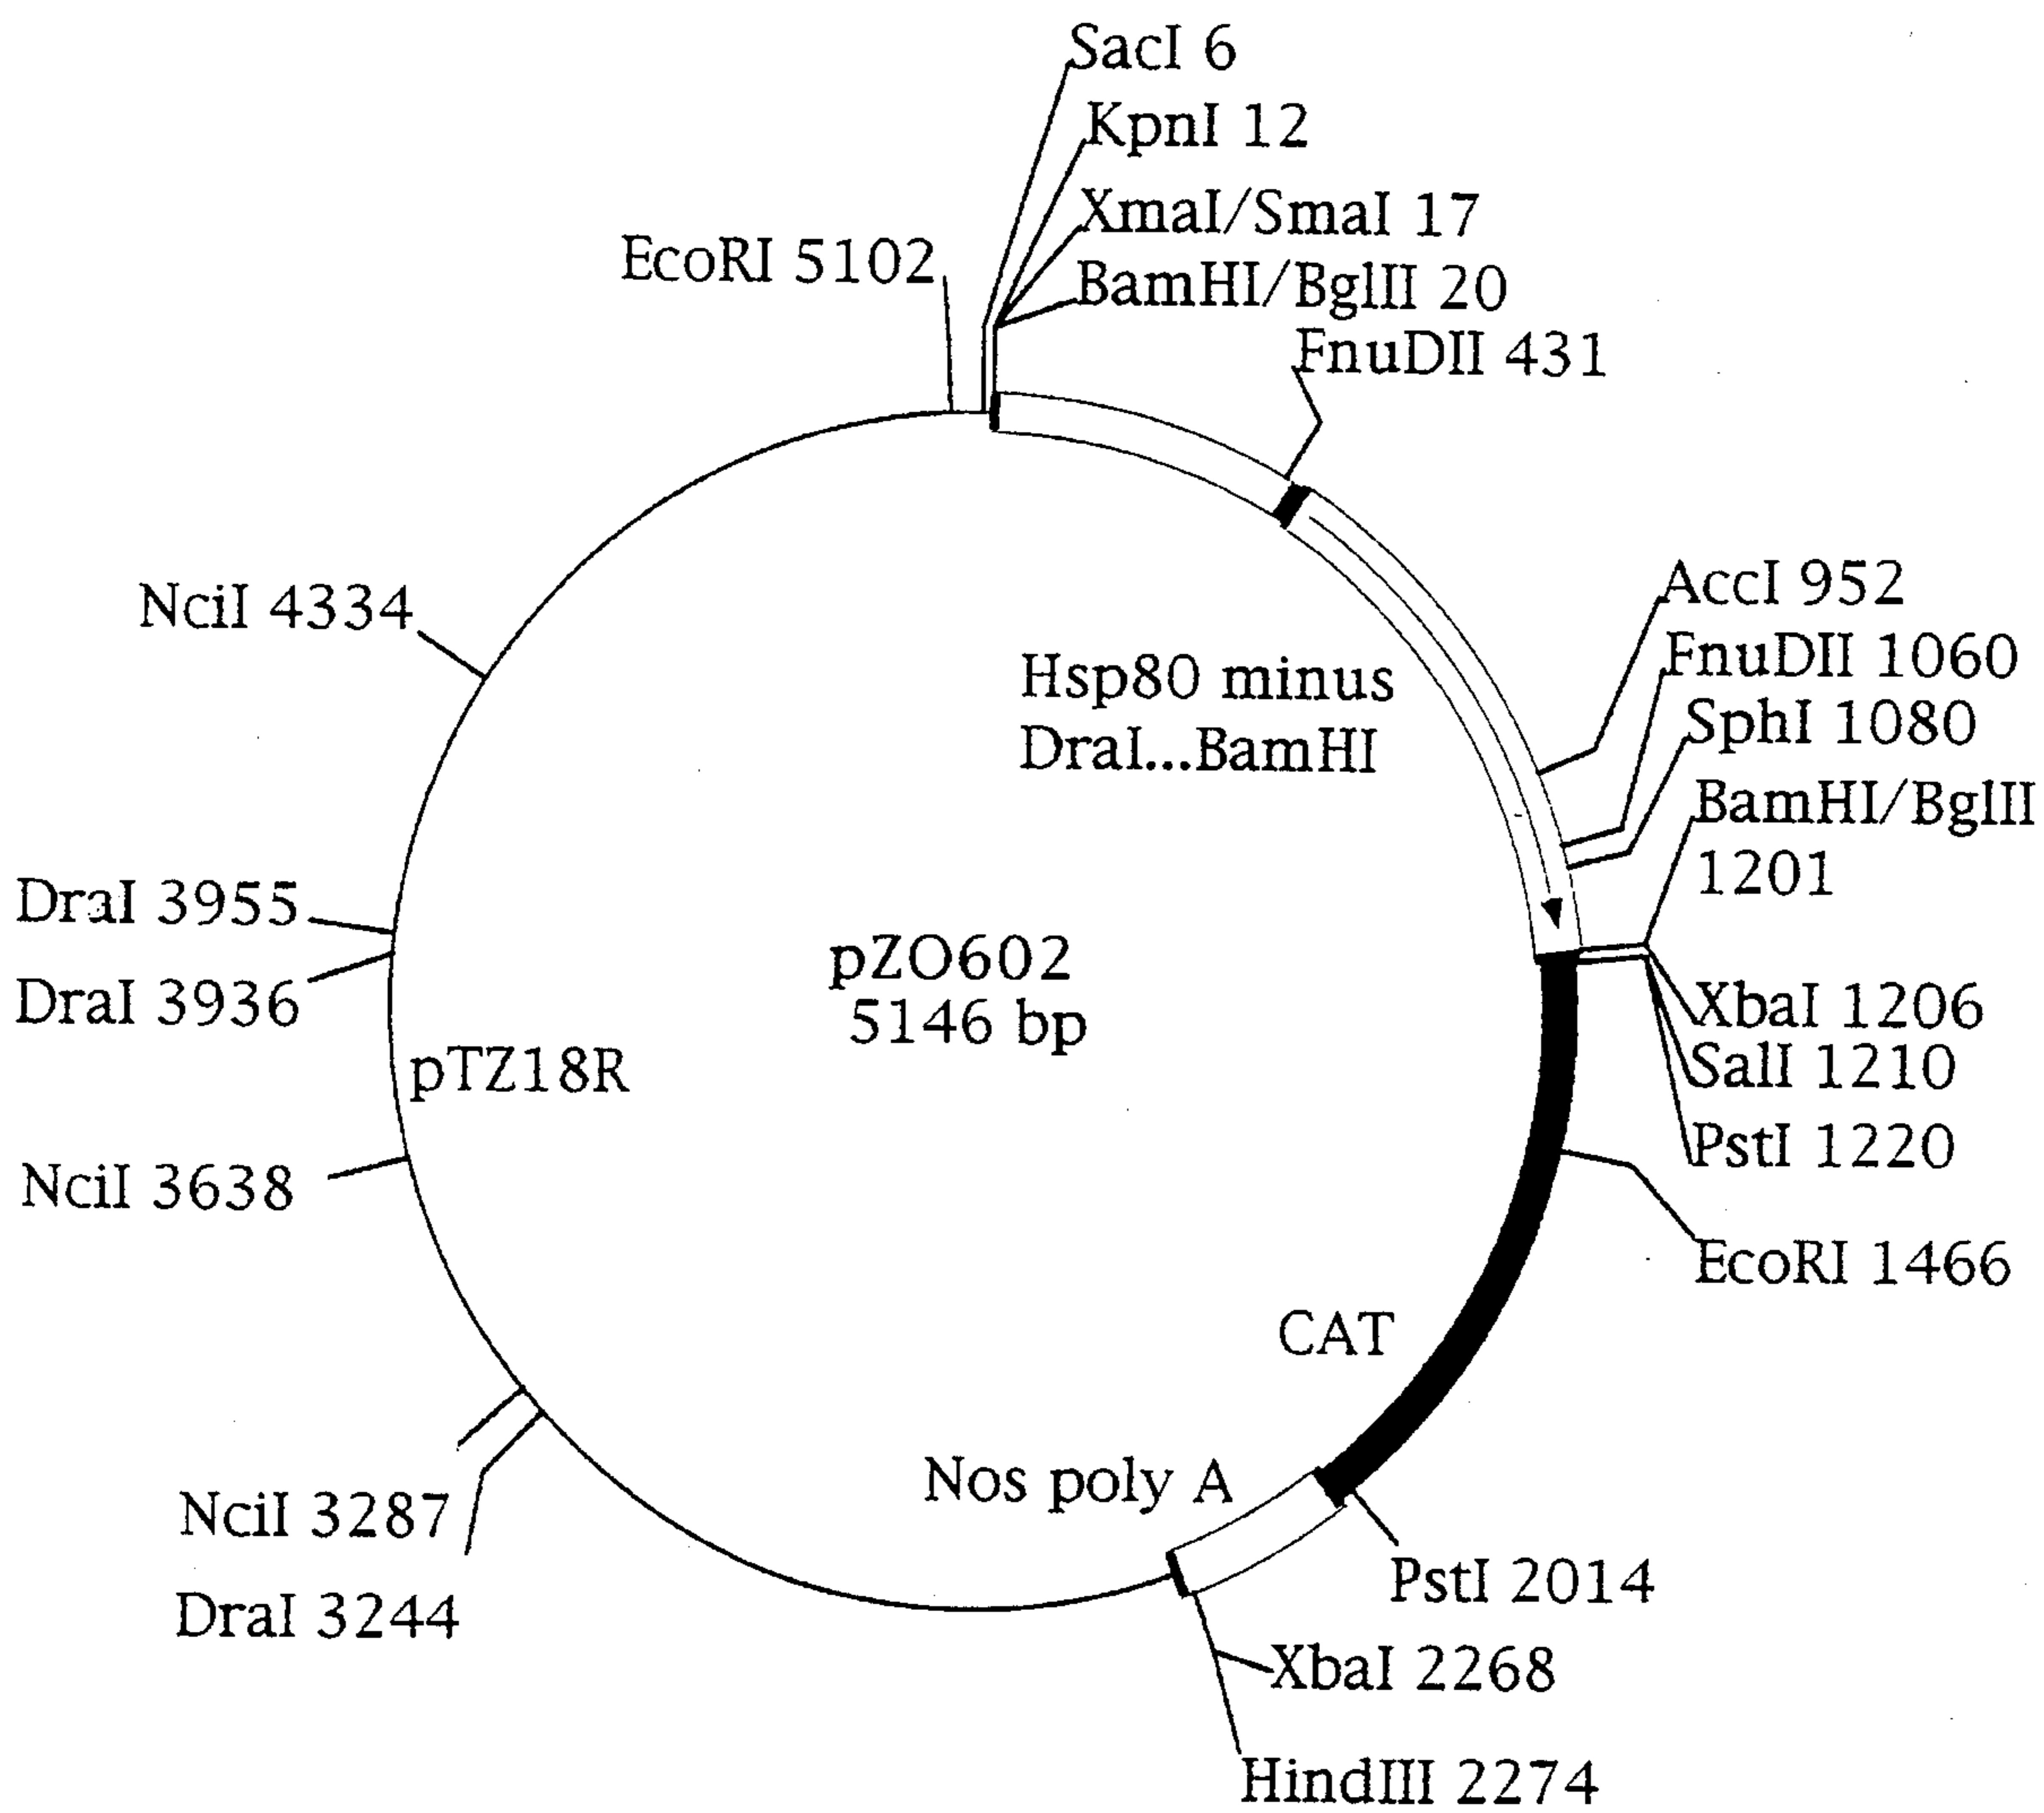 SacI 6
KpnI 12
XmaI/SmaI 17
BamHI/BglII 20
EcoRI 5102
FnuDII 431
AccI 952
FnuDII 1060
SphI 1080
BamHI/BglII
1201
XbaI 1206
SalI 1210
PstI 1220
EcoRI 1466
PstI 2014
XbaI 2268
HindIII 2274
DraI 3244
NciI 3287
NciI 3638
DraI 3936
DraI 3955
NciI 4334
Hsp80 minus
DraI...BamHI
pZO602
5146 bp
pTZ18R
CAT
Nos poly A